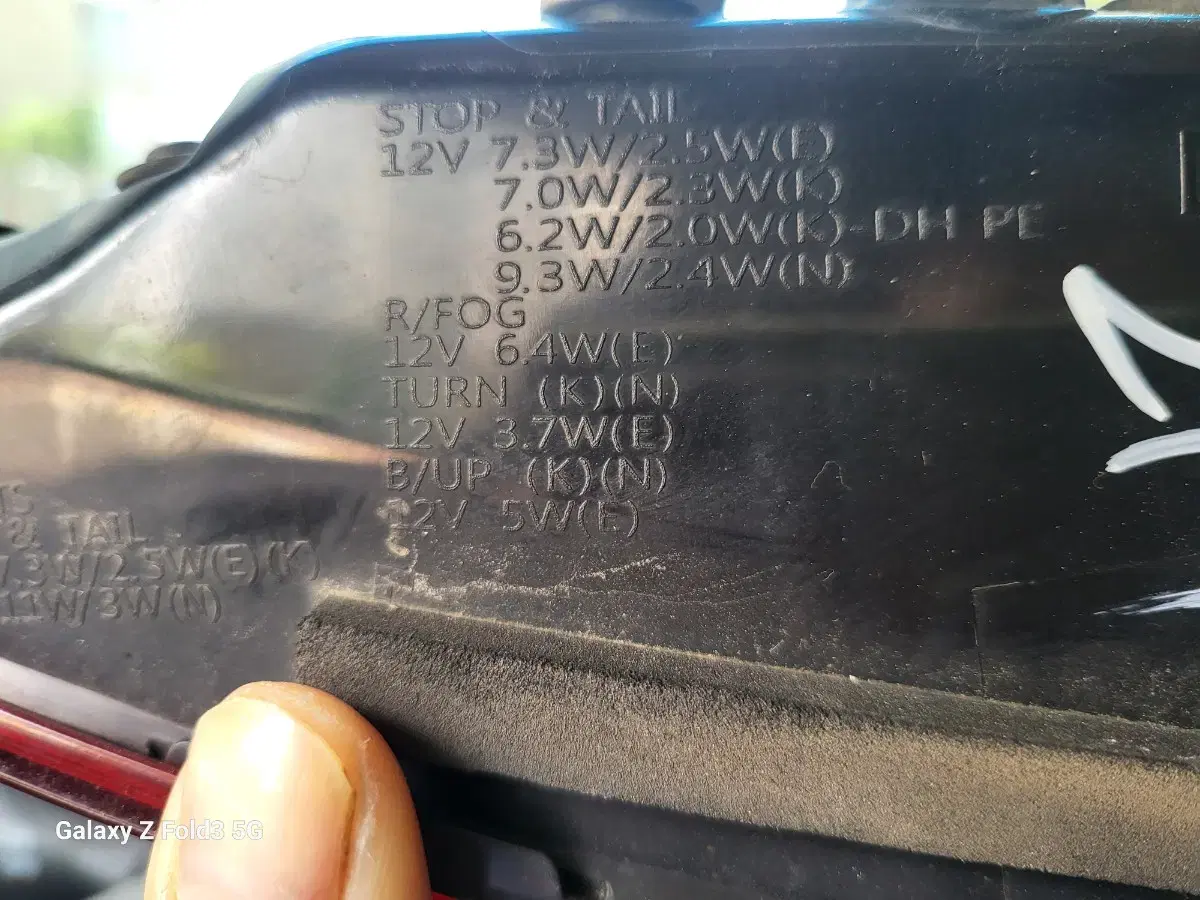 STOP & TAIL
12V 7.3W/2.5W(E)
7.0W/2.3W(K)
6.2W/2.0W(K)-DH PE
9.3W/2.4W(N)
R/FOG
12V 6.4W(E)
TURN (K)(N)
12V 3.7W(E)
B/UP (K)(N)
12V 5W(E)
& TAIL
7.3W/2.5W(E)(K)
11W/3W(N)
Galaxy Z Fold3 5G